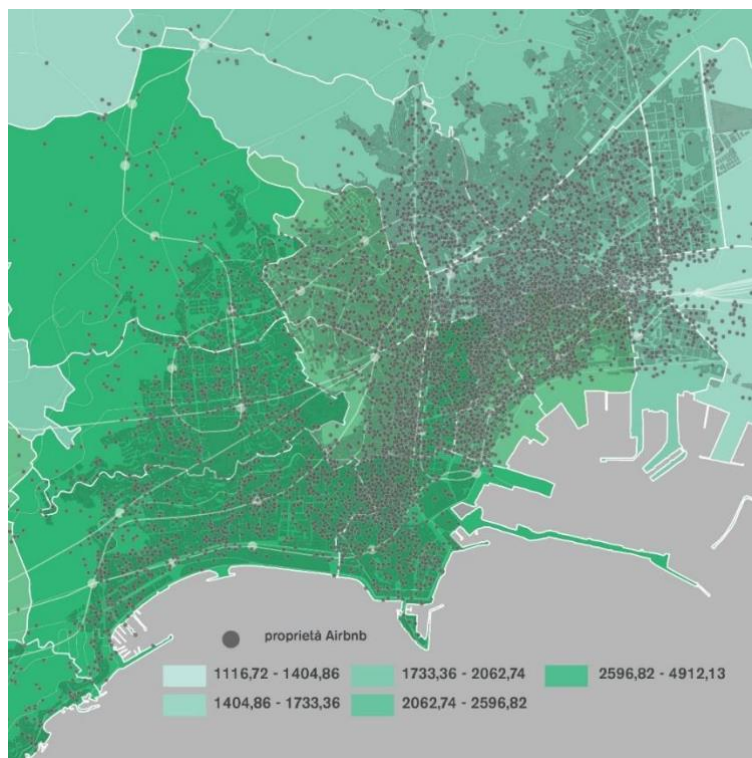 proprietà Airbnb
1116,72 - 1404,86 1733,36 - 2062,74 2596,82 - 4912,13
1404,86 - 1733,36 2062,74 - 2596,82